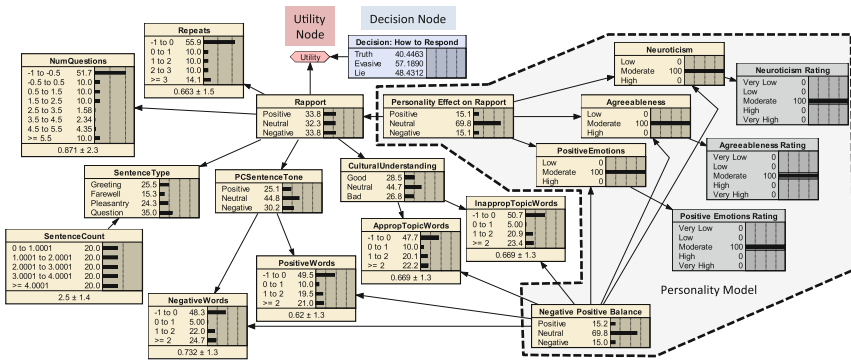 Utility
Node
Decision Node
Repeats
-1 to 0 55.9
0 to 1 10.0
1 to 2 10.0
2 to 3 10.0
>= 3 14.1
0.663 ± 1.5
NumQuestions
-1 to -0.5 51.7
-0.5 to 0.5 10.0
0.5 to 1.5 10.0
1.5 to 2.5 10.0
2.5 to 3.5 1.58
3.5 to 4.5 2.34
4.5 to 5.5 4.35
>= 5.5 10.0
0.871 ± 2.3
Utility
Decision: How to Respond
Truth 40.4463
Evasive 57.1890
Lie 48.4312
Neuroticism
Low 0
Moderate 100
High 0
Neuroticism Rating
Very Low 0
Low 0
Moderate 100
High 0
Very High 0
Rapport
Positive 33.8
Neutral 32.3
Negative 33.8
Personality Effect on Rapport
Positive 15.1
Neutral 69.8
Negative 15.1
Agreeableness
Low 0
Moderate 100
High 0
Agreeableness Rating
Very Low 0
Low 0
Moderate 100
High 0
Very High 0
PositiveEmotions
Low 0
Moderate 100
High 0
SentenceType
Greeting 25.5
Farewell 15.3
Pleasantry 24.3
Question 35.0
PCSentenceTone
Positive 25.1
Neutral 44.8
Negative 30.2
CulturalUnderstanding
Good 28.5
Neutral 44.7
Bad 26.8
InappropTopicWords
-1 to 0 50.7
0 to 1 5.00
1 to 2 20.9
>= 2 23.4
0.669 ± 1.3
Positive Emotions Rating
Very Low 0
Low 0
Moderate 100
High 0
Very High 0
AppropTopicWords
-1 to 0 47.7
0 to 1 10.0
1 to 2 20.1
>= 2 22.2
0.669 ± 1.3
SentenceCount
0 to 1.0001 20.0
1.0001 to 2.0001 20.0
2.0001 to 3.0001 20.0
3.0001 to 4.0001 20.0
>= 4.0001 20.0
2.5 ± 1.4
PositiveWords
-1 to 0 49.5
0 to 1 10.0
1 to 2 19.5
>= 2 21.0
0.62 ± 1.3
Personality Model
NegativeWords
-1 to 0 48.3
0 to 1 5.00
1 to 2 22.0
>= 2 24.7
0.732 ± 1.3
Negative Positive Balance
Positive 15.2
Neutral 69.8
Negative 15.0